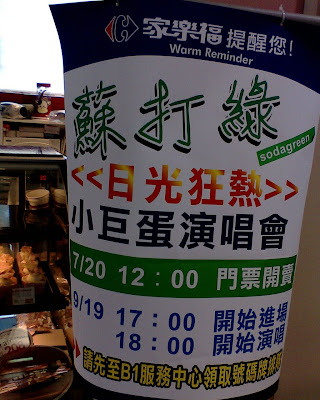 家樂福 提醒您!
Warm Reminder
蘇打綠
sodagreen
<<日光狂熱>>
小巨蛋演唱會
7/20 12：00 門票開賣
9/19 17：00 開始進場
18：00 開始演唱
請先至B1服務中心領取號碼牌排隊